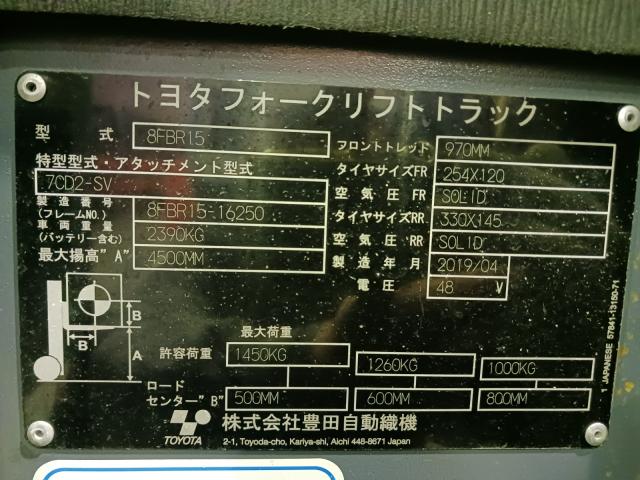 トヨタフォークリフトトラック
型 式 8FBR15
特型型式・アタッチメント型式
7CD2-SV
製造番号 (フレームNO.) 8FBR15-16250
車両重量 (バッテリー含む) 2390KG
最大揚高"A" 4500MM
フロントトレッド 970MM
タイヤサイズFR 254X120
空気圧 FR SOLID
タイヤサイズRR 330X145
空気圧 RR SOLID
製造年月 2019/04
電圧 48 V
B
B
A
最大荷重
許容荷重 1450KG 1260KG 1000KG
ロード
センター"B" 500MM 600MM 800MM
TOYOTA
株式会社豊田自動織機
2-1, Toyoda-cho, Kariya-shi, Aichi 448-8671 Japan
1 JAPANESE 57841-13150-71